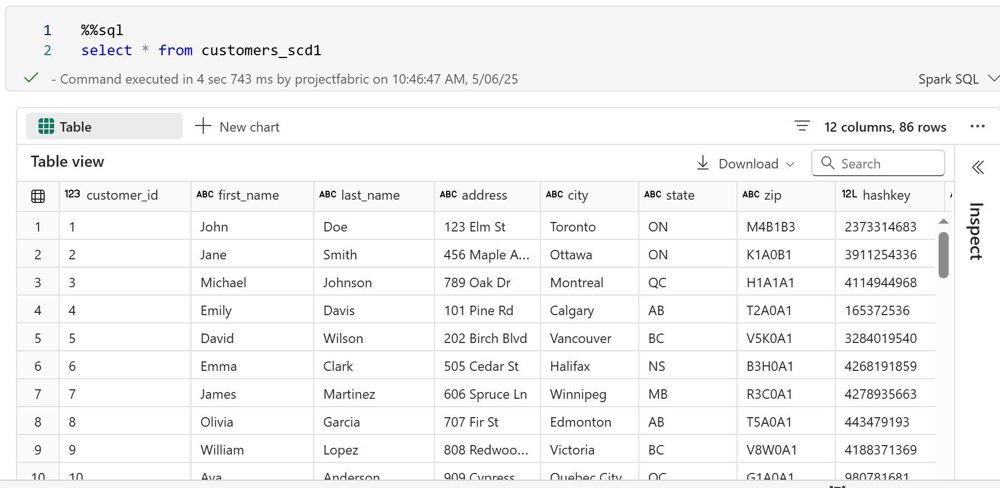 1 %%sql
2 select * from customers_scd1
- Command executed in 4 sec 743 ms by projectfabric on 10:46:47 AM, 5/06/25 Spark SQL
Table New chart 12 columns, 86 rows
Table view Download Search
Inspect
123 customer_id ABC first_name ABC last_name ABC address ABC city ABC state ABC zip 12L hashkey
1 1 John Doe 123 Elm St Toronto ON M4B1B3 2373314683
2 2 Jane Smith 456 Maple A... Ottawa ON K1A0B1 3911254336
3 3 Michael Johnson 789 Oak Dr Montreal QC H1A1A1 4114944968
4 4 Emily Davis 101 Pine Rd Calgary AB T2A0A1 165372536
5 5 David Wilson 202 Birch Blvd Vancouver BC V5K0A1 3284019540
6 6 Emma Clark 505 Cedar St Halifax NS B3H0A1 4268191859
7 7 James Martinez 606 Spruce Ln Winnipeg MB R3C0A1 4278935663
8 8 Olivia Garcia 707 Fir St Edmonton AB T5A0A1 443479193
9 9 William Lopez 808 Redwoo... Victoria BC V8W0A1 4188371369
10 10 Ava Anderson 909 Cypress Quebec City QC G1A0A1 980781681